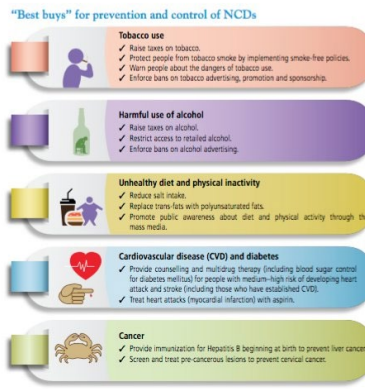 “Best buys” for prevention and control of NCDs
Tobacco use
✓ Raise taxes on tobacco.
✓ Protect people from tobacco smoke by implementing smoke-free policies.
✓ Warn people about the dangers of tobacco use.
✓ Enforce bans on tobacco advertising, promotion and sponsorship.
Harmful use of alcohol
✓ Raise taxes on alcohol.
✓ Restrict access to retailed alcohol.
✓ Enforce bans on alcohol advertising.
Unhealthy diet and physical inactivity
✓ Reduce salt intake.
✓ Replace trans-fats with polyunsaturated fats.
✓ Promote public awareness about diet and physical activity through th
mass media.
Cardiovascular disease (CVD) and diabetes
✓ Provide counselling and multidrug therapy (including blood sugar control
for diabetes mellitus) for people with medium–high risk of developing heart
attack and stroke (including those who have established CVD).
✓ Treat heart attacks (myocardial infarction) with aspirin.
Cancer
✓ Provide immunization for Hepatitis B beginning at birth to prevent liver cancer
✓ Screen and treat pre-cancerous lesions to prevent cervical cancer.